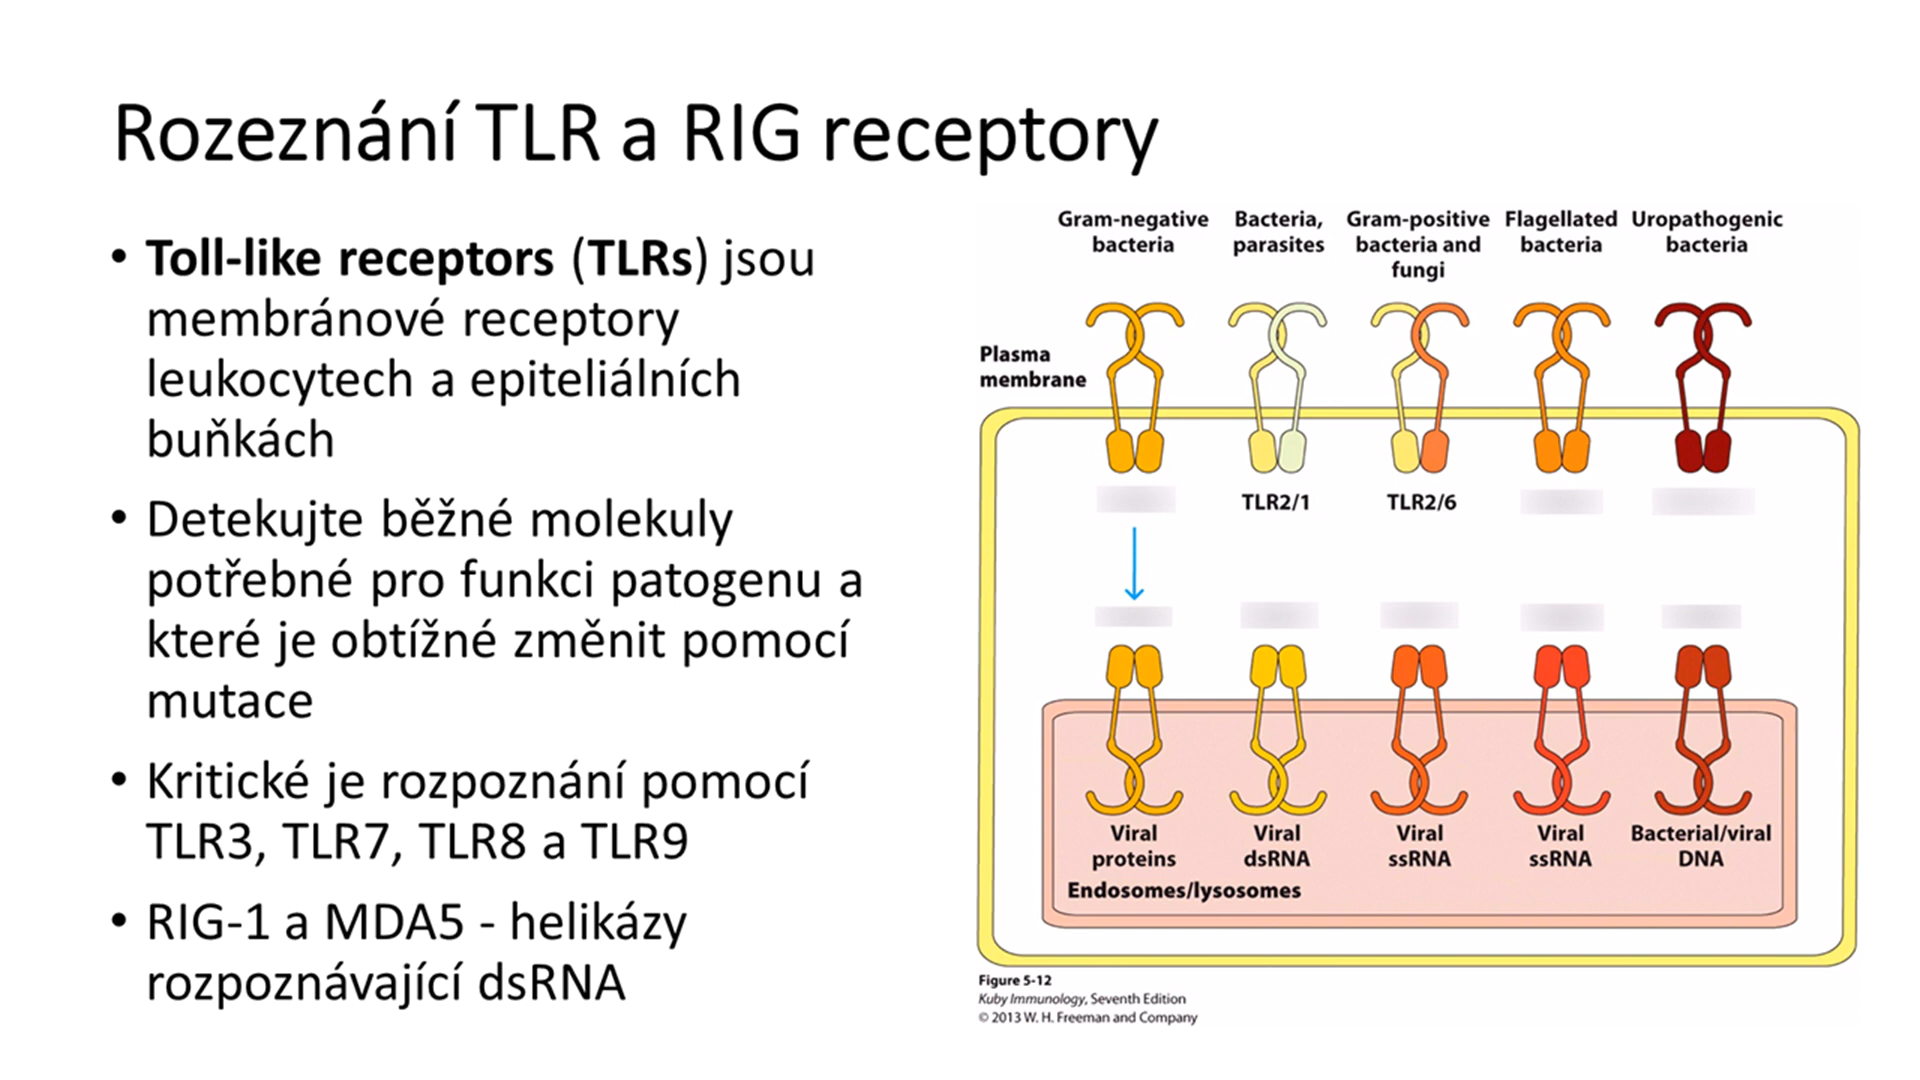 Rozeznání TLR a RIG receptory
• Toll-like receptors (TLRs) jsou
membránové receptory
leukocytech a epiteliálních
buňkách
• Detekujte běžné molekuly
potřebné pro funkci patogenu a
které je obtížné změnit pomocí
mutace
• Kritické je rozpoznání pomocí
TLR3, TLR7, TLR8 a TLR9
• RIG-1 a MDA5 - helikázy
rozpoznávající dsRNA
Gram-negative
bacteria
Bacteria,
parasites
Gram-positive
bacteria and
fungi
Flagellated
bacteria
Uropathogenic
bacteria
Plasma
membrane
TLR2/1
TLR2/6
Viral
proteins
Viral
dsRNA
Viral
ssRNA
Viral
ssRNA
Bacterial/viral
DNA
Endosomes/lysosomes
Figure 5-12
Kuby Immunology, Seventh Edition
© 2013 W. H. Freeman and Company